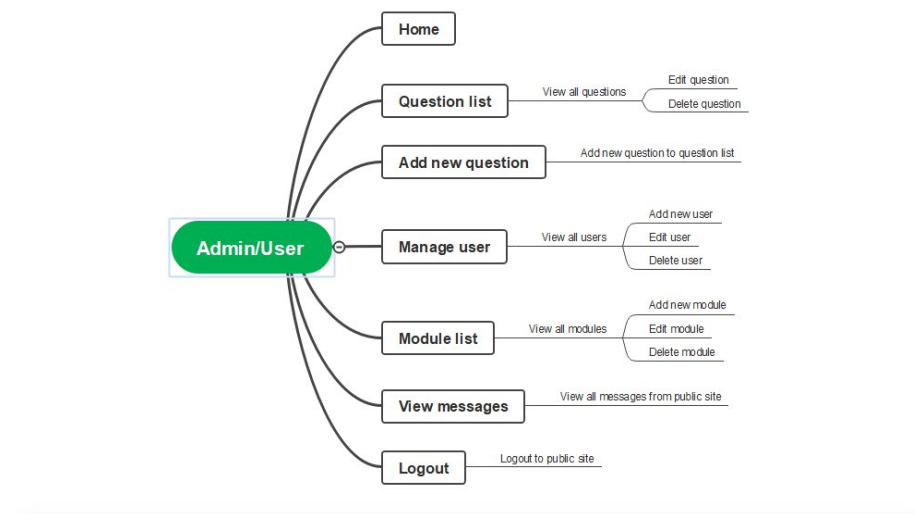 Home
Question list
View all questions
Edit question
Delete question
Add new question
Add new question to question list
Admin/User
Manage user
View all users
Add new user
Edit user
Delete user
Module list
View all modules
Add new module
Edit module
Delete module
View messages
View all messages from public site
Logout
Logout to public site